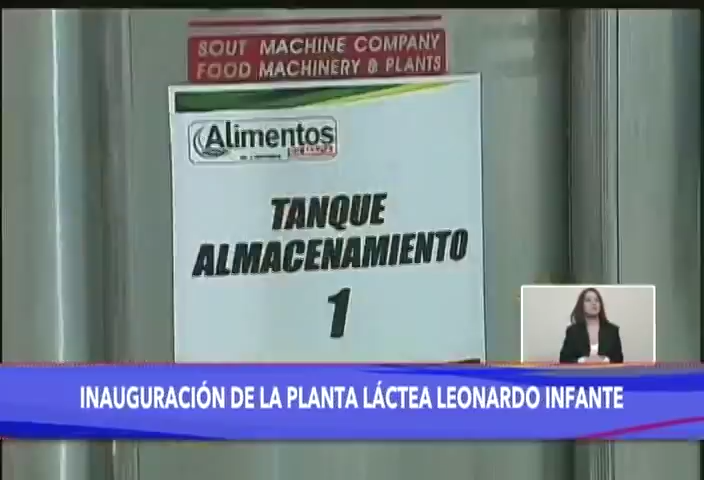 SOUT MACHINE COMPANY
FOOD MACHINERY & PLANTS
Alimentos
TANQUE
ALMACENAMIENTO
1
INAUGURACIÓN DE LA PLANTA LÁCTEA LEONARDO INFANTE